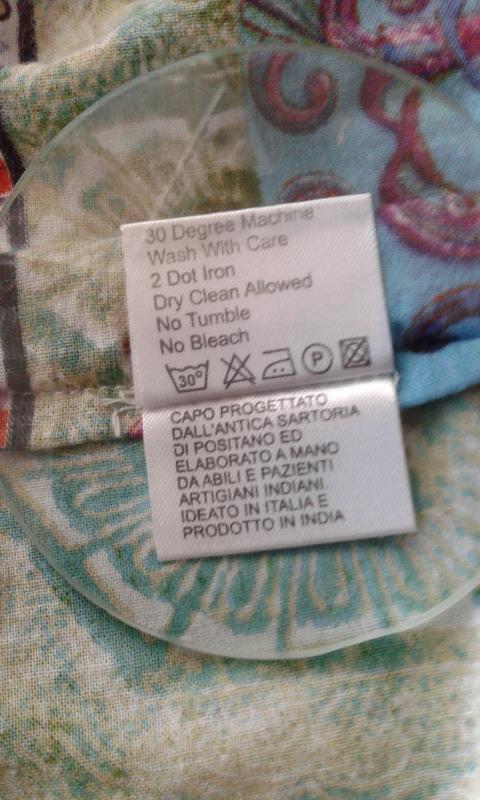 30 Degree Machine
Wash With Care
2 Dot Iron
Dry Clean Allowed
No Tumble
No Bleach
30° P
CAPO PROGETTATO
DALL'ANTICA SARTORIA
DI POSITANO ED
ELABORATO A MANO
DA ABILI E PAZIENTI
ARTIGIANI INDIANI.
IDEATO IN ITALIA E
PRODOTTO IN INDIA